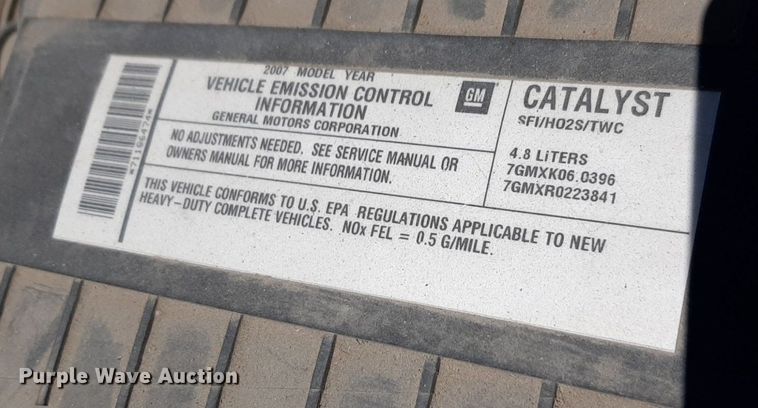 *711664744*
2007 MODEL YEAR
VEHICLE EMISSION CONTROL
INFORMATION
GENERAL MOTORS CORPORATION
GM
NO ADJUSTMENTS NEEDED. SEE SERVICE MANUAL OR
OWNERS MANUAL FOR MORE INFORMATION.
THIS VEHICLE CONFORMS TO U.S. EPA REGULATIONS APPLICABLE TO NEW
HEAVY-DUTY COMPLETE VEHICLES. NOx FEL = 0.5 G/MILE.
CATALYST
SFI/HO2S/TWC
4.8 LITERS
7GMXK06.0396
7GMXR0223841
Purple Wave Auction